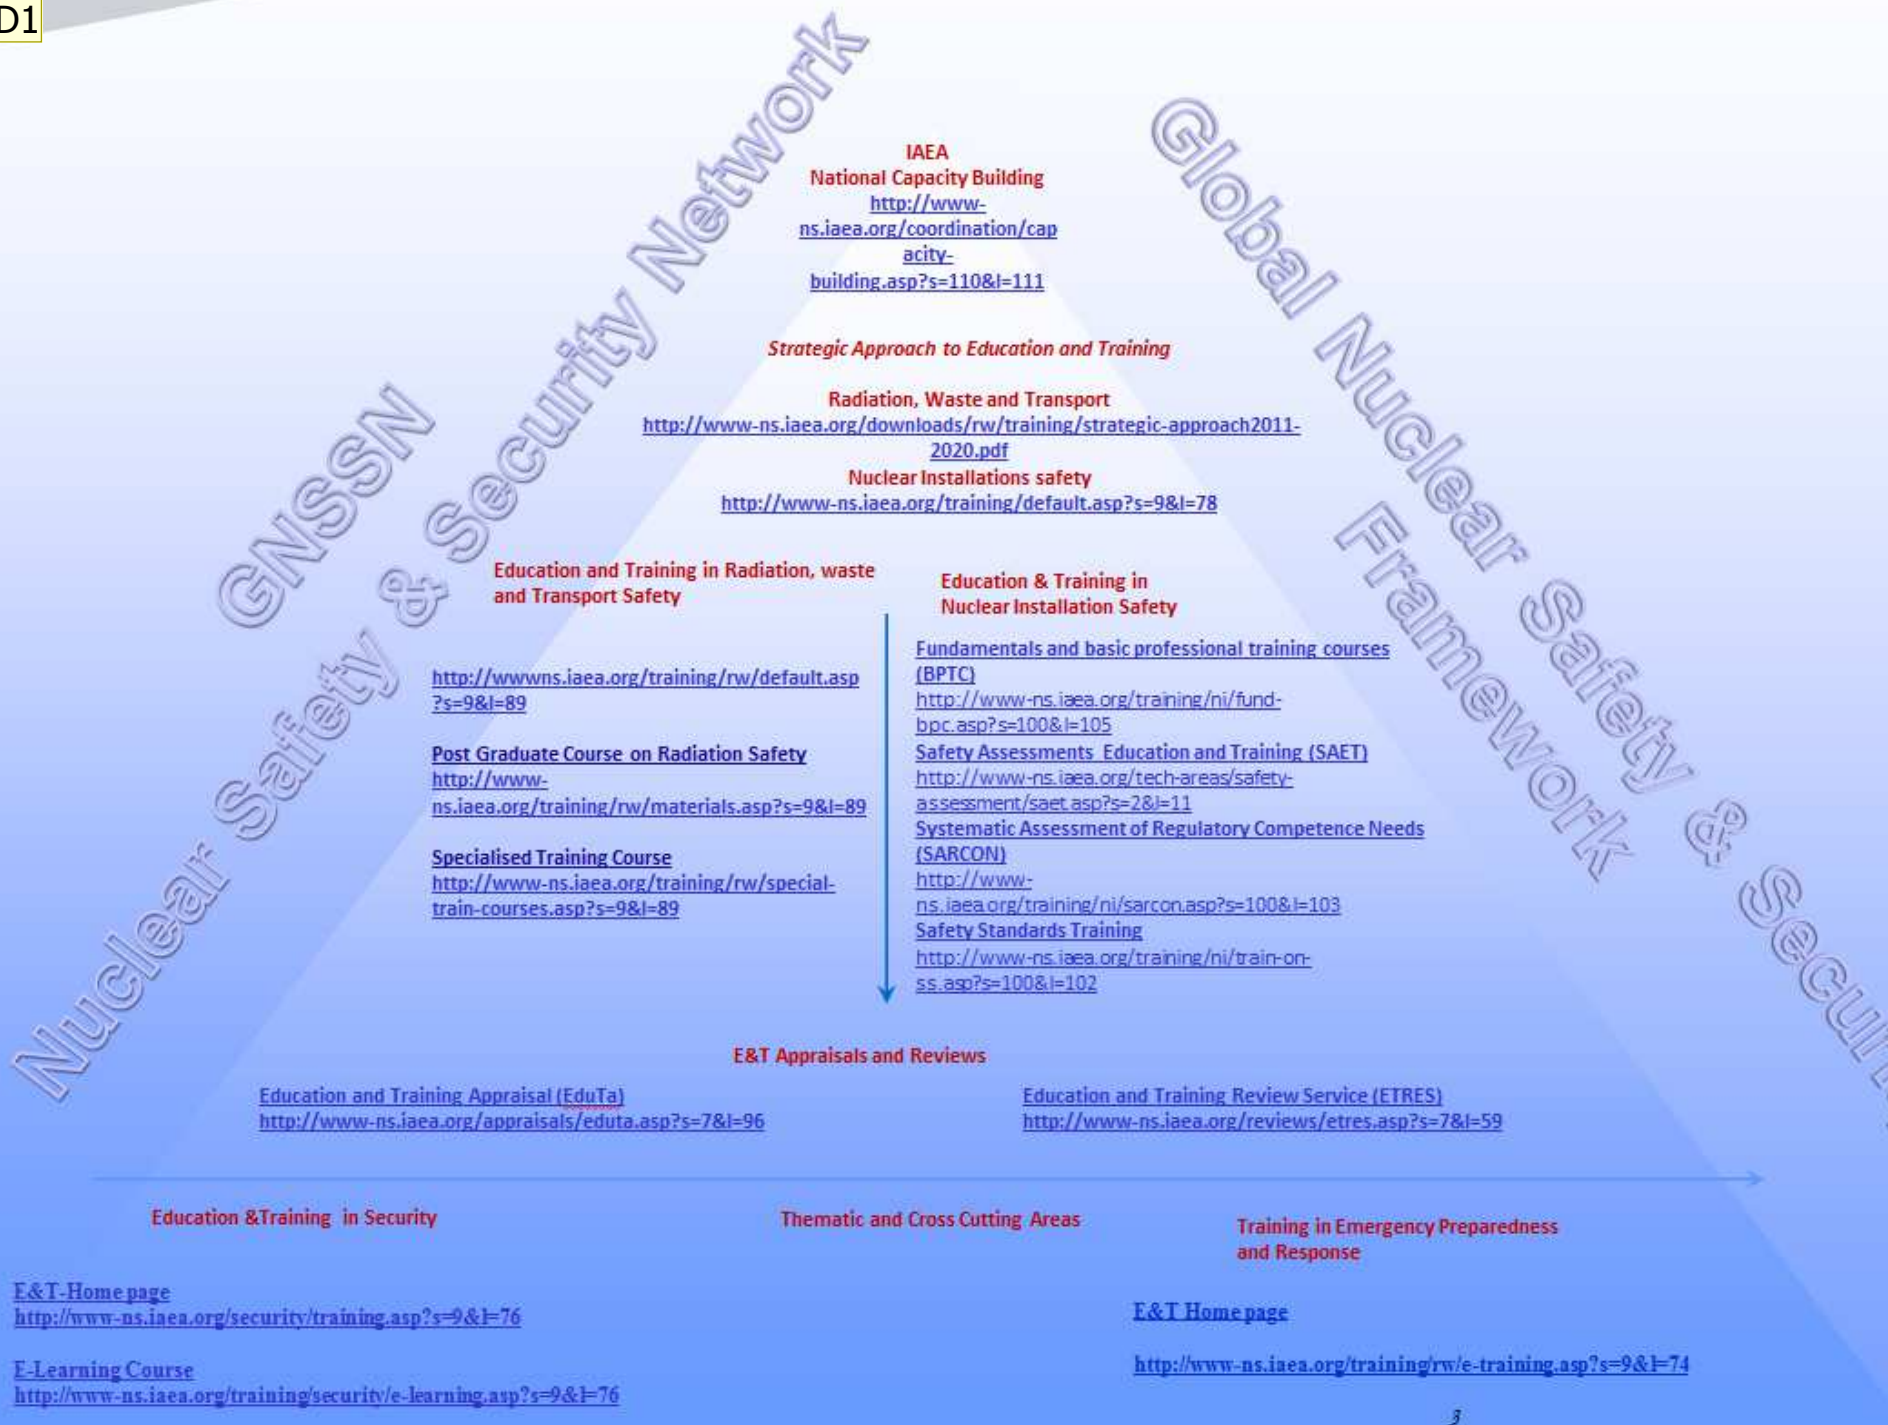 D1
GNSSN
Nuclear Safety & Security Network
Global Nuclear Safety & Security
Framework
IAEA
National Capacity Building
http://www-
ns.iaea.org/coordination/cap
acity-
building.asp?s=110&l=111
Strategic Approach to Education and Training
Radiation, Waste and Transport
http://www-ns.iaea.org/downloads/rw/training/strategic-approach2011-
2020.pdf
Nuclear Installations safety
http://www-ns.iaea.org/training/default.asp?s=9&l=78
Education and Training in Radiation, waste
and Transport Safety
http://wwwns.iaea.org/training/rw/default.asp
?s=9&l=89
Post Graduate Course on Radiation Safety
http://www-
ns.iaea.org/training/rw/materials.asp?s=9&l=89
Specialised Training Course
http://www-ns.iaea.org/training/rw/special-
train-courses.asp?s=9&l=89
Education & Training in
Nuclear Installation Safety
Fundamentals and basic professional training courses
(BPTC)
http://www-ns.iaea.org/training/ni/fund-
bpc.asp?s=100&l=105
Safety Assessments Education and Training (SAET)
http://www-ns.iaea.org/tech-areas/safety-
assessment/saet.asp?s=2&l=11
Systematic Assessment of Regulatory Competence Needs
(SARCON)
http://www-
ns.iaea.org/training/ni/sarcon.asp?s=100&l=103
Safety Standards Training
http://www-ns.iaea.org/training/ni/train-on-
ss.asp?s=100&l=102
E&T Appraisals and Reviews
Education and Training Appraisal (EduTa)
http://www-ns.iaea.org/appraisals/eduta.asp?s=7&l=96
Education and Training Review Service (ETRES)
http://www-ns.iaea.org/reviews/etres.asp?s=7&l=59
Education &Training in Security
Thematic and Cross Cutting Areas
Training in Emergency Preparedness
and Response
E&T-Home page
http://www-ns.iaea.org/security/training.asp?s=9&l=76
E-Learning Course
http://www-ns.iaea.org/training/security/e-learning.asp?s=9&l=76
E&T Home page
http://www-ns.iaea.org/training/rw/e-training.asp?s=9&l=74
3